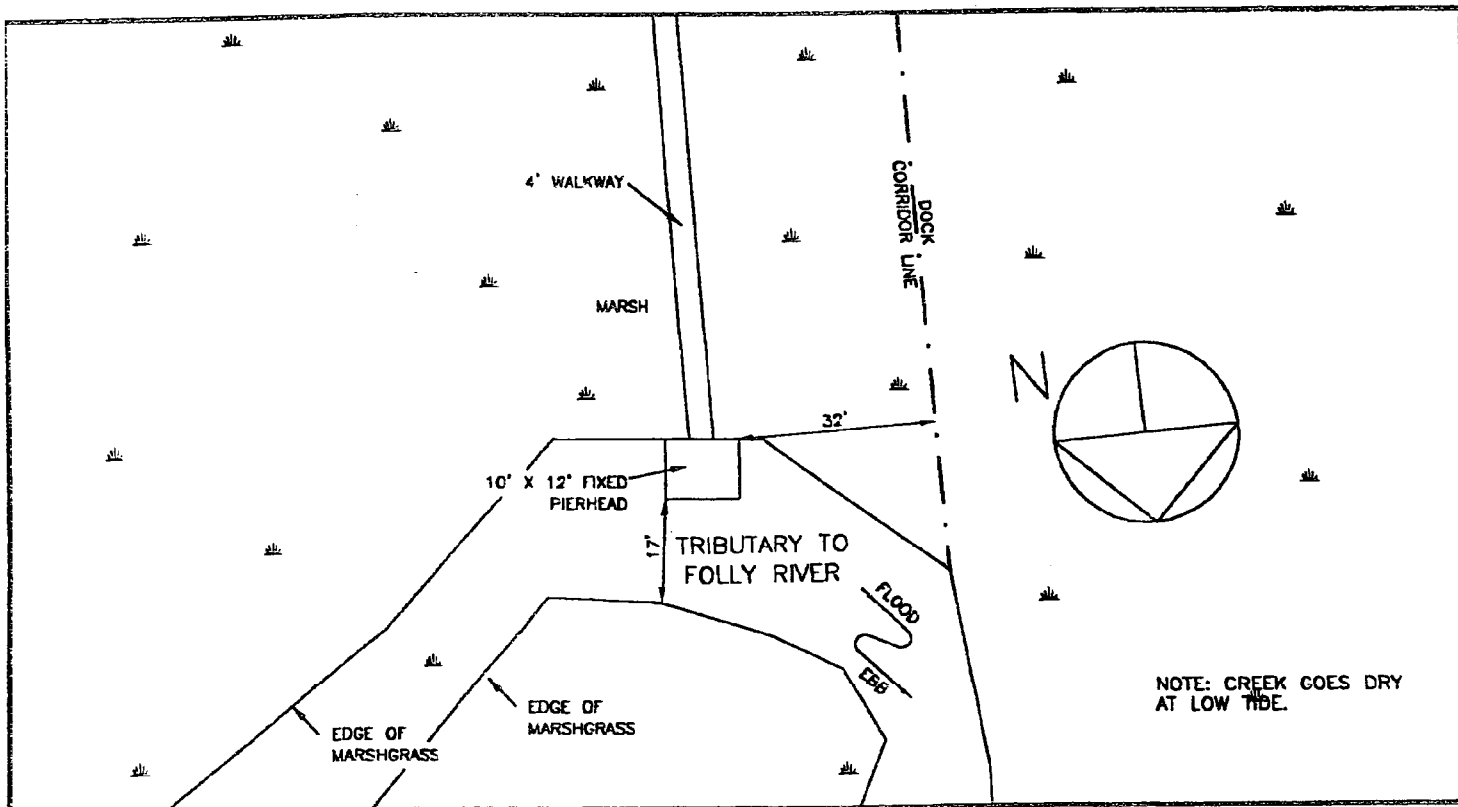 4' WALKWAY
DOCK
CORRIDOR LINE
MARSH
N
32'
10' X 12' FIXED
PIERHEAD
17'
TRIBUTARY TO
FOLLY RIVER
FLOOD
EBB
EDGE OF
MARSHGRASS
EDGE OF
MARSHGRASS
NOTE: CREEK GOES DRY
AT LOW TIDE.